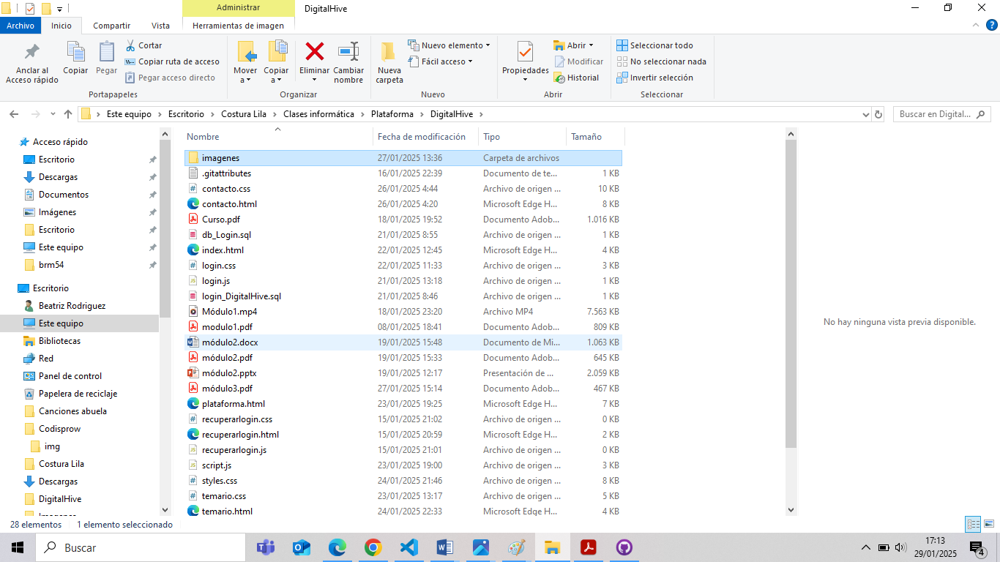 Administrar
DigitalHive
Archivo
Inicio
Compartir
Vista
Herramientas de imagen
Anclar al
Acceso rápido
Copiar
Pegar
Cortar
Copiar ruta de acceso
Pegar acceso directo
Portapapeles
Mover
a
Copiar
a
Eliminar
Cambiar
nombre
Organizar
Nueva
carpeta
Nuevo elemento
Fácil acceso
Nuevo
Propiedades
Abrir
Modificar
Historial
Abrir
Seleccionar todo
No seleccionar nada
Invertir selección
Seleccionar
Este equipo > Escritorio > Costura Lila > Clases informática > Plataforma > DigitalHive >
Buscar en Digital...
Acceso rápido
Escritorio
Descargas
Documentos
Imágenes
Escritorio
Este equipo
brm54
Escritorio
Beatriz Rodriguez
Este equipo
Bibliotecas
Red
Panel de control
Papelera de reciclaje
Canciones abuela
Codisprow
img
Costura Lila
Descargas
DigitalHive
Nombre Fecha de modificación Tipo Tamaño
imagenes 27/01/2025 13:36 Carpeta de archivos
.gitattributes 16/01/2025 22:39 Documento de te... 1 KB
contacto.css 26/01/2025 4:44 Archivo de origen ... 10 KB
contacto.html 26/01/2025 4:20 Microsoft Edge H... 8 KB
Curso.pdf 18/01/2025 19:52 Documento Adob... 1.016 KB
db_Login.sql 21/01/2025 8:55 Archivo de origen ... 1 KB
index.html 22/01/2025 12:45 Microsoft Edge H... 4 KB
login.css 22/01/2025 11:33 Archivo de origen ... 3 KB
login.js 21/01/2025 13:18 Archivo de origen ... 1 KB
login_DigitalHive.sql 21/01/2025 8:46 Archivo de origen ... 1 KB
Módulo1.mp4 18/01/2025 23:20 Archivo MP4 7.563 KB
modulo1.pdf 08/01/2025 18:41 Documento Adob... 809 KB
módulo2.docx 19/01/2025 15:48 Documento de Mi... 1.063 KB
módulo2.pdf 19/01/2025 15:33 Documento Adob... 645 KB
módulo2.pptx 19/01/2025 12:17 Presentación de ... 2.059 KB
módulo3.pdf 27/01/2025 15:14 Documento Adob... 467 KB
plataforma.html 23/01/2025 19:25 Microsoft Edge H... 7 KB
recuperarlogin.css 15/01/2025 21:02 Archivo de origen ... 0 KB
recuperarlogin.html 15/01/2025 20:59 Microsoft Edge H... 2 KB
recuperarlogin.js 15/01/2025 21:01 Archivo de origen ... 0 KB
script.js 23/01/2025 19:00 Archivo de origen ... 3 KB
styles.css 24/01/2025 21:46 Archivo de origen ... 8 KB
temario.css 23/01/2025 13:17 Archivo de origen ... 5 KB
temario.html 24/01/2025 22:33 Microsoft Edge H... 4 KB
No hay ninguna vista previa disponible.
28 elementos 1 elemento seleccionado
Buscar
17:13
29/01/2025
4